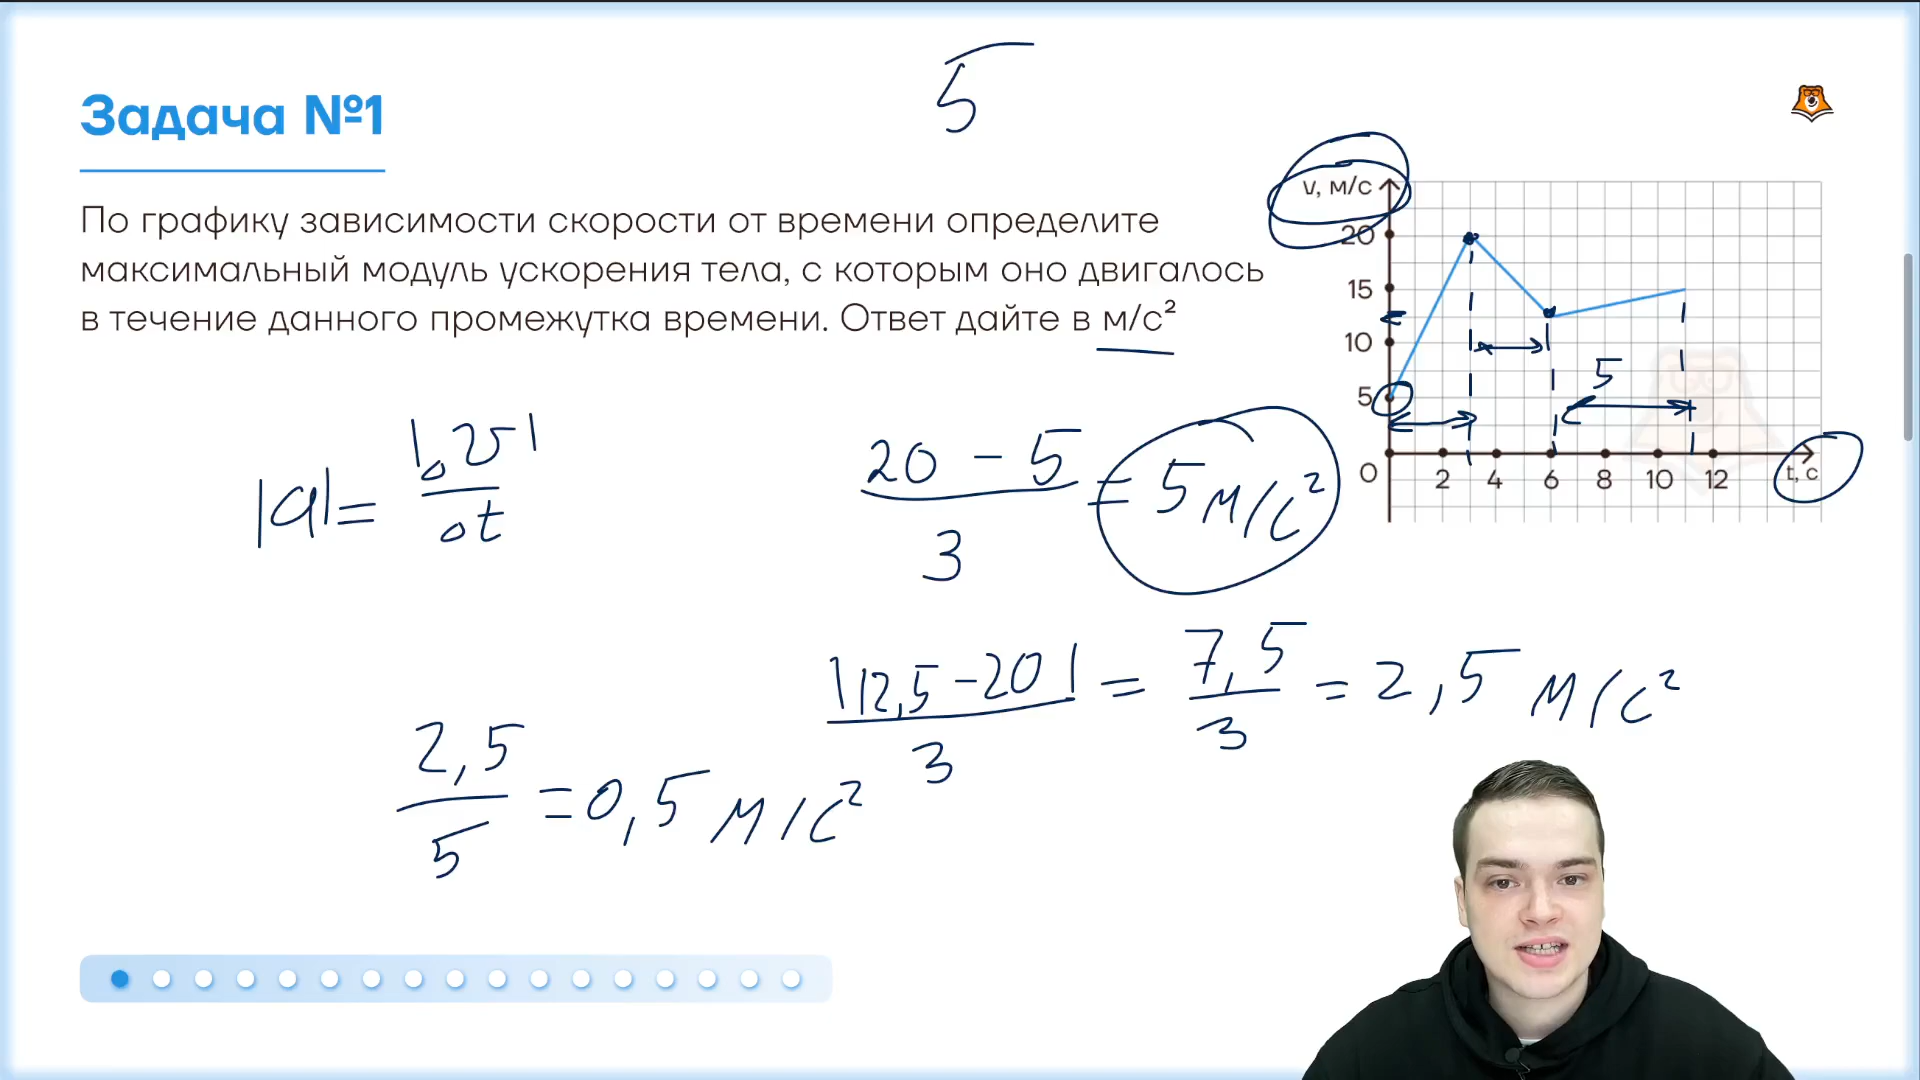 5
Задача №1
По графику зависимости скорости от времени определите
максимальный модуль ускорения тела, с которым оно двигалось
в течение данного промежутка времени. Ответ дайте в м/с²
v, м/с
20
15
10
5
0
2 4 6 8 10 12
t, с
5
|a| = |△v| / △t
20 - 5 / 3 = 5 м/с²
|12,5 - 20| / 3 = 7,5 / 3 = 2,5 м/с²
2,5 / 5 = 0,5 м/с²